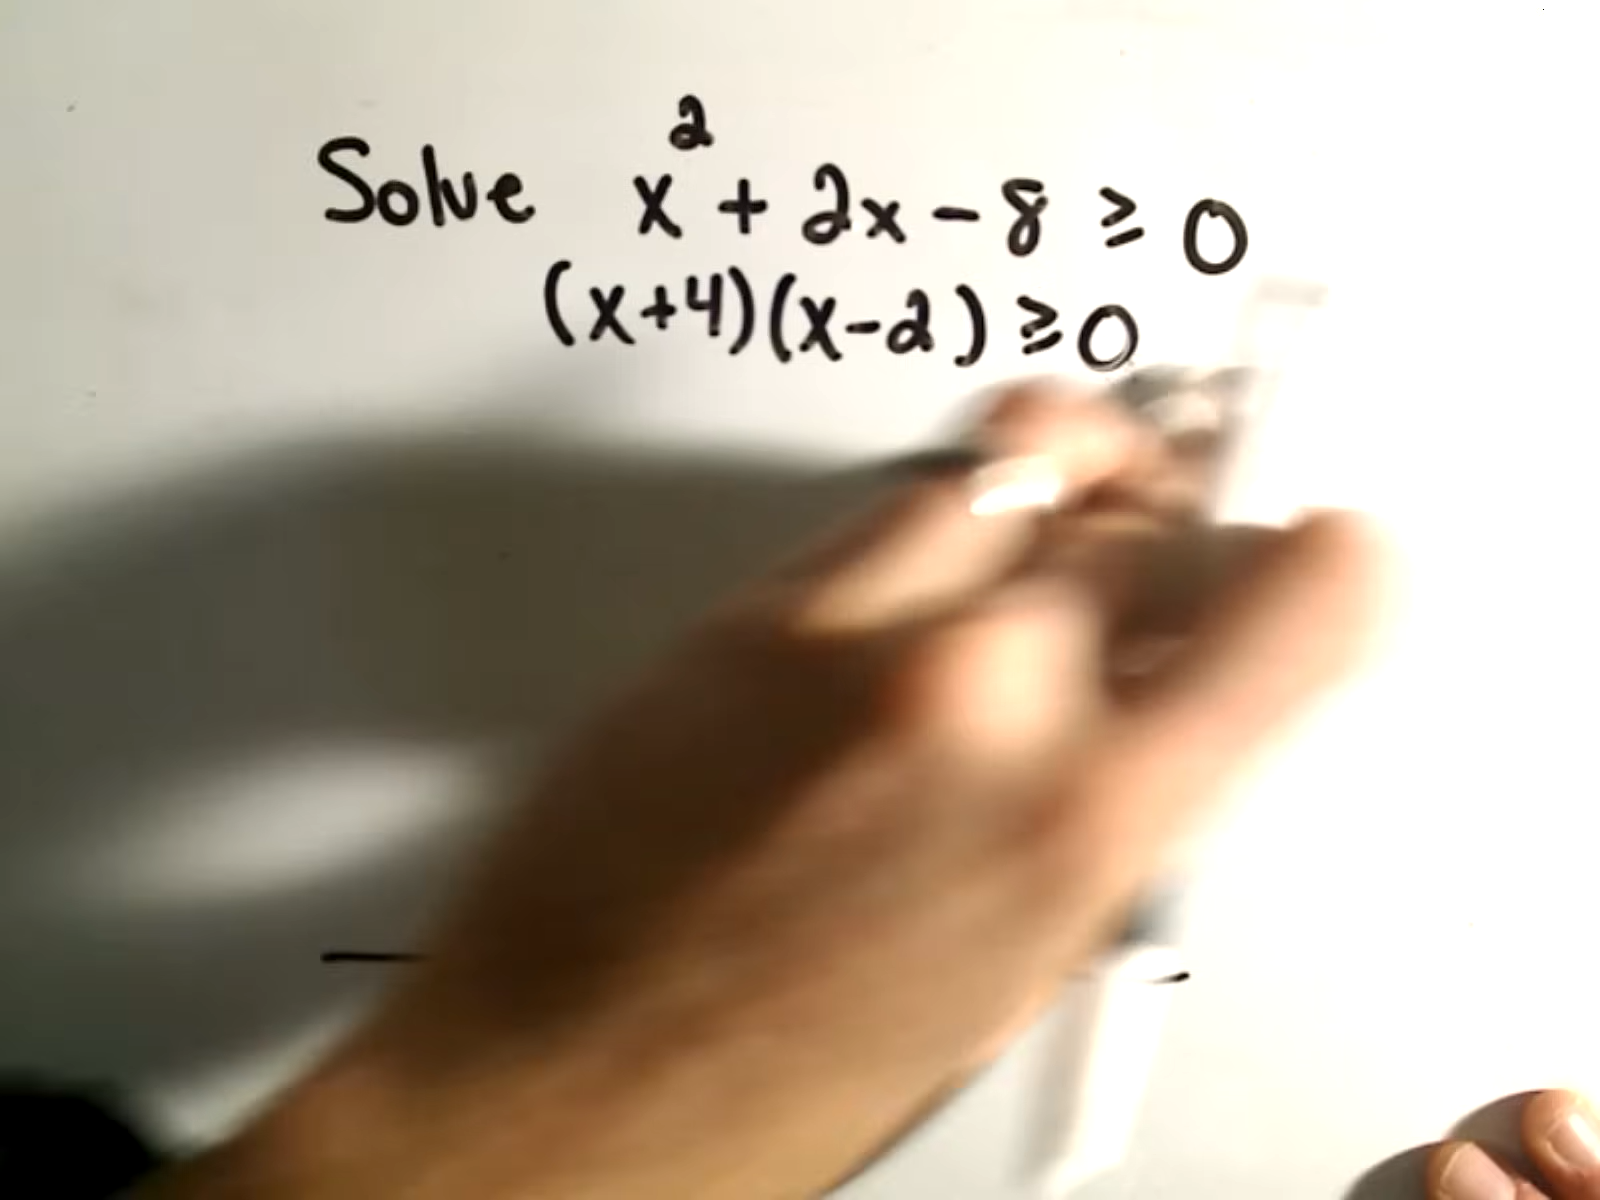 Solve x² + 2x - 8 ≥ 0
(x+4)(x-2) ≥ 0